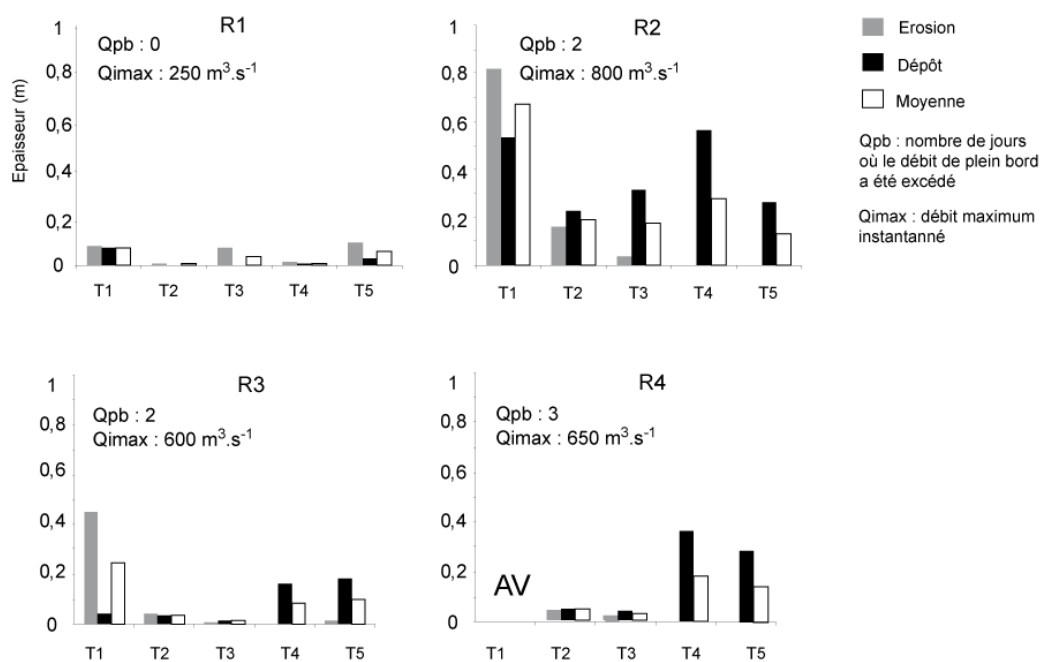 R1
Qpb : 0
Qimax : 250 m³.s⁻¹
Epaisseur (m)
1
0,8
0,6
0,4
0,2
0
T1 T2 T3 T4 T5
R2
Qpb : 2
Qimax : 800 m³.s⁻¹
1
0,8
0,6
0,4
0,2
0
T1 T2 T3 T4 T5
Erosion
Dépôt
Moyenne
Qpb : nombre de jours
où le débit de plein bord
a été excédé
Qimax : débit maximum
instantanné
R3
Qpb : 2
Qimax : 600 m³.s⁻¹
1
0,8
0,6
0,4
0,2
0
T1 T2 T3 T4 T5
R4
Qpb : 3
Qimax : 650 m³.s⁻¹
1
0,8
0,6
0,4
0,2
0
AV
T1 T2 T3 T4 T5